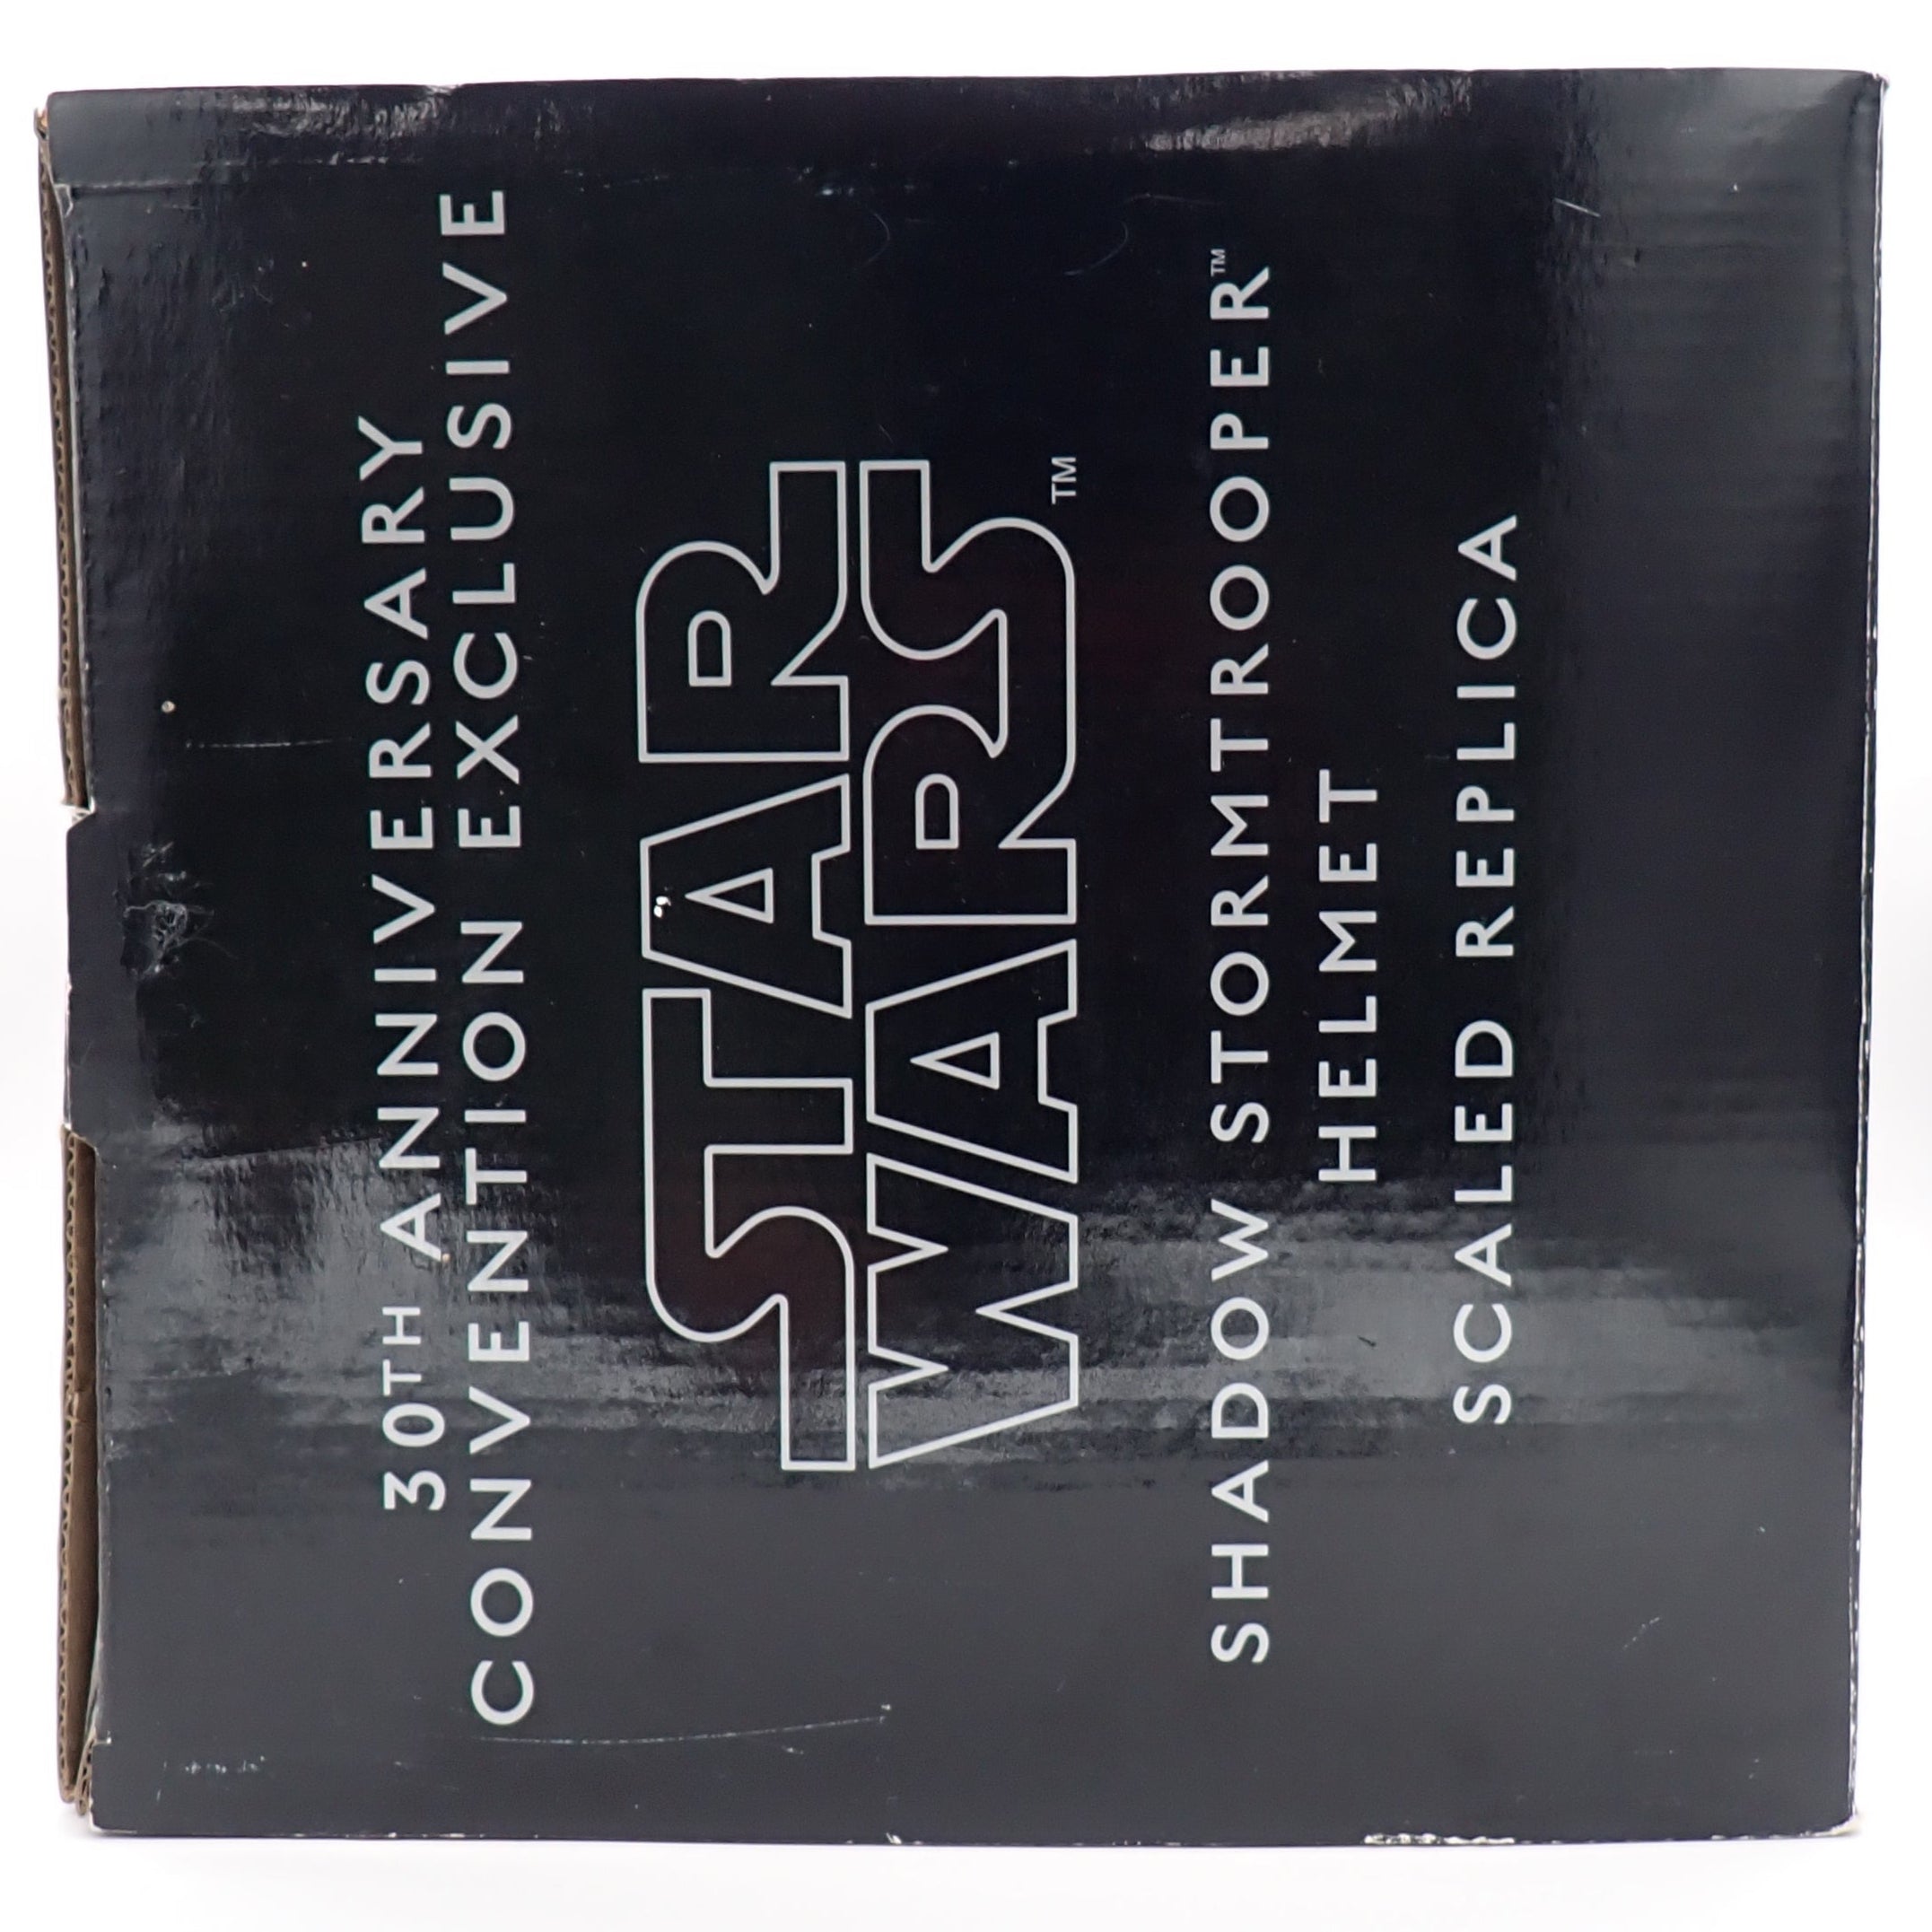 30TH ANNIVERSARY
CONVENTION EXCLUSIVE
STAR
WARS™
SHADOW STORMTROOPER™
HELMET
SCALED REPLICA